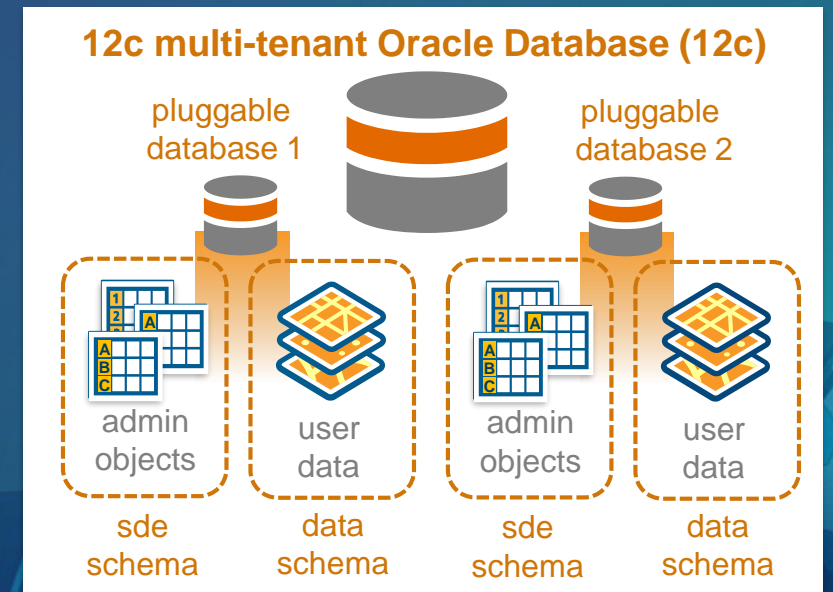 12c multi-tenant Oracle Database (12c)
pluggable
database 1
pluggable
database 2
1
2
A
A
B
C
admin
objects
user
data
1
2
A
A
B
C
admin
objects
user
data
sde
schema
data
schema
sde
schema
data
schema